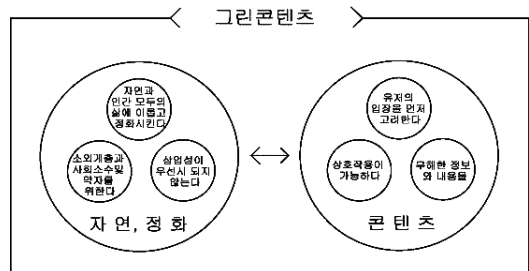 그린콘텐츠
자연과
인간 모두의
삶에 이롭고
정화시킨다
소외계층과
사회소수및
약자를
위한다
상업성이
우선시 되지
않는다
자 연, 정 화
유저의
입장을 먼저
고려한다
상호작용이
가능하다
무해한 정보
와 내용물
콘 텐 츠